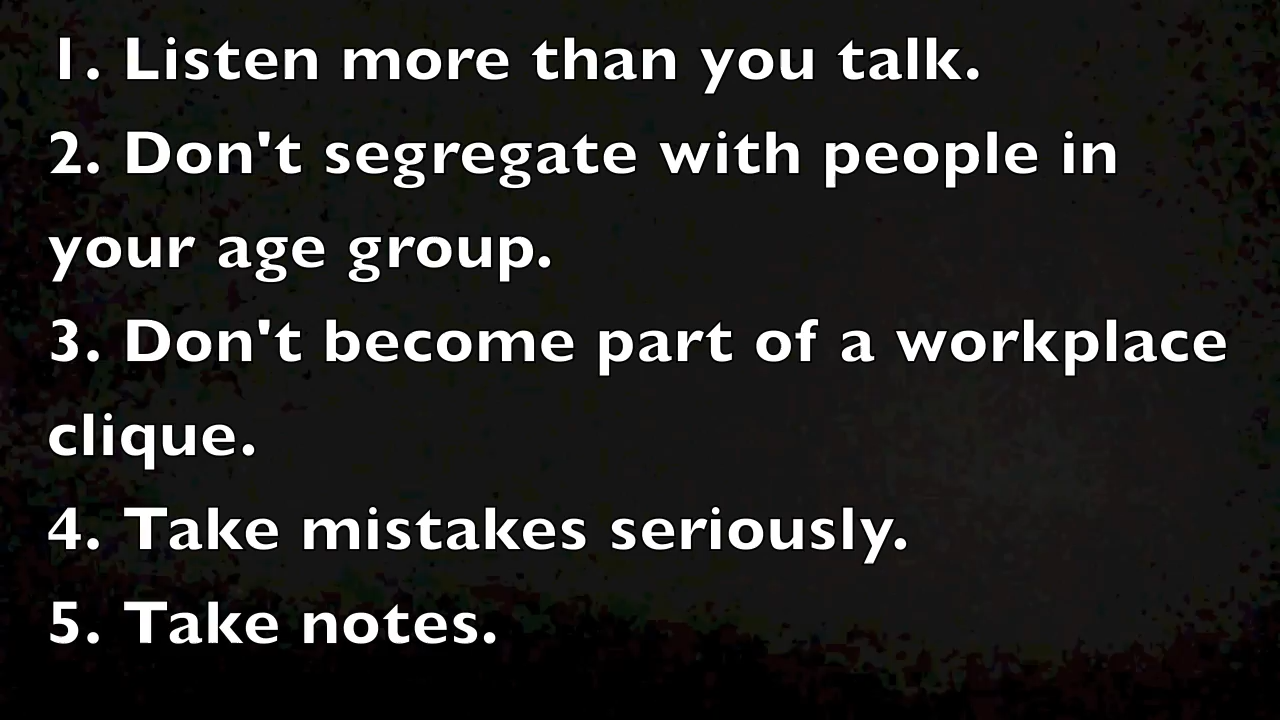 1. Listen more than you talk.
2. Don't segregate with people in
your age group.
3. Don't become part of a workplace
clique.
4. Take mistakes seriously.
5. Take notes.